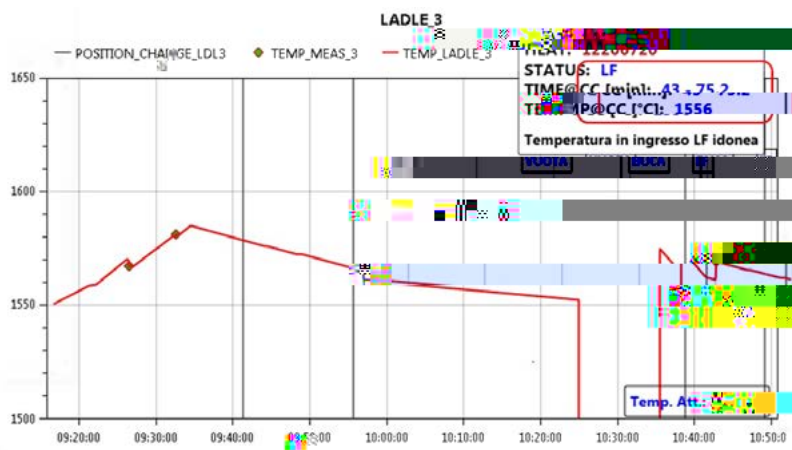 LADLE_3
POSITION_CHANGE_LDL3 TEMP_MEAS_3 TEMP_LADLE_3
STATUS: LF
TIME@CC [min]:
@CC [°C]: 1556
Temperatura in ingresso LF idonea
VUOTA BUCA
1650
1600
1550
1500
Temp. Att.:
09:20:00 09:30:00 09:40:00 10:00:00 10:10:00 10:20:00 10:30:00 10:40:00 10:50